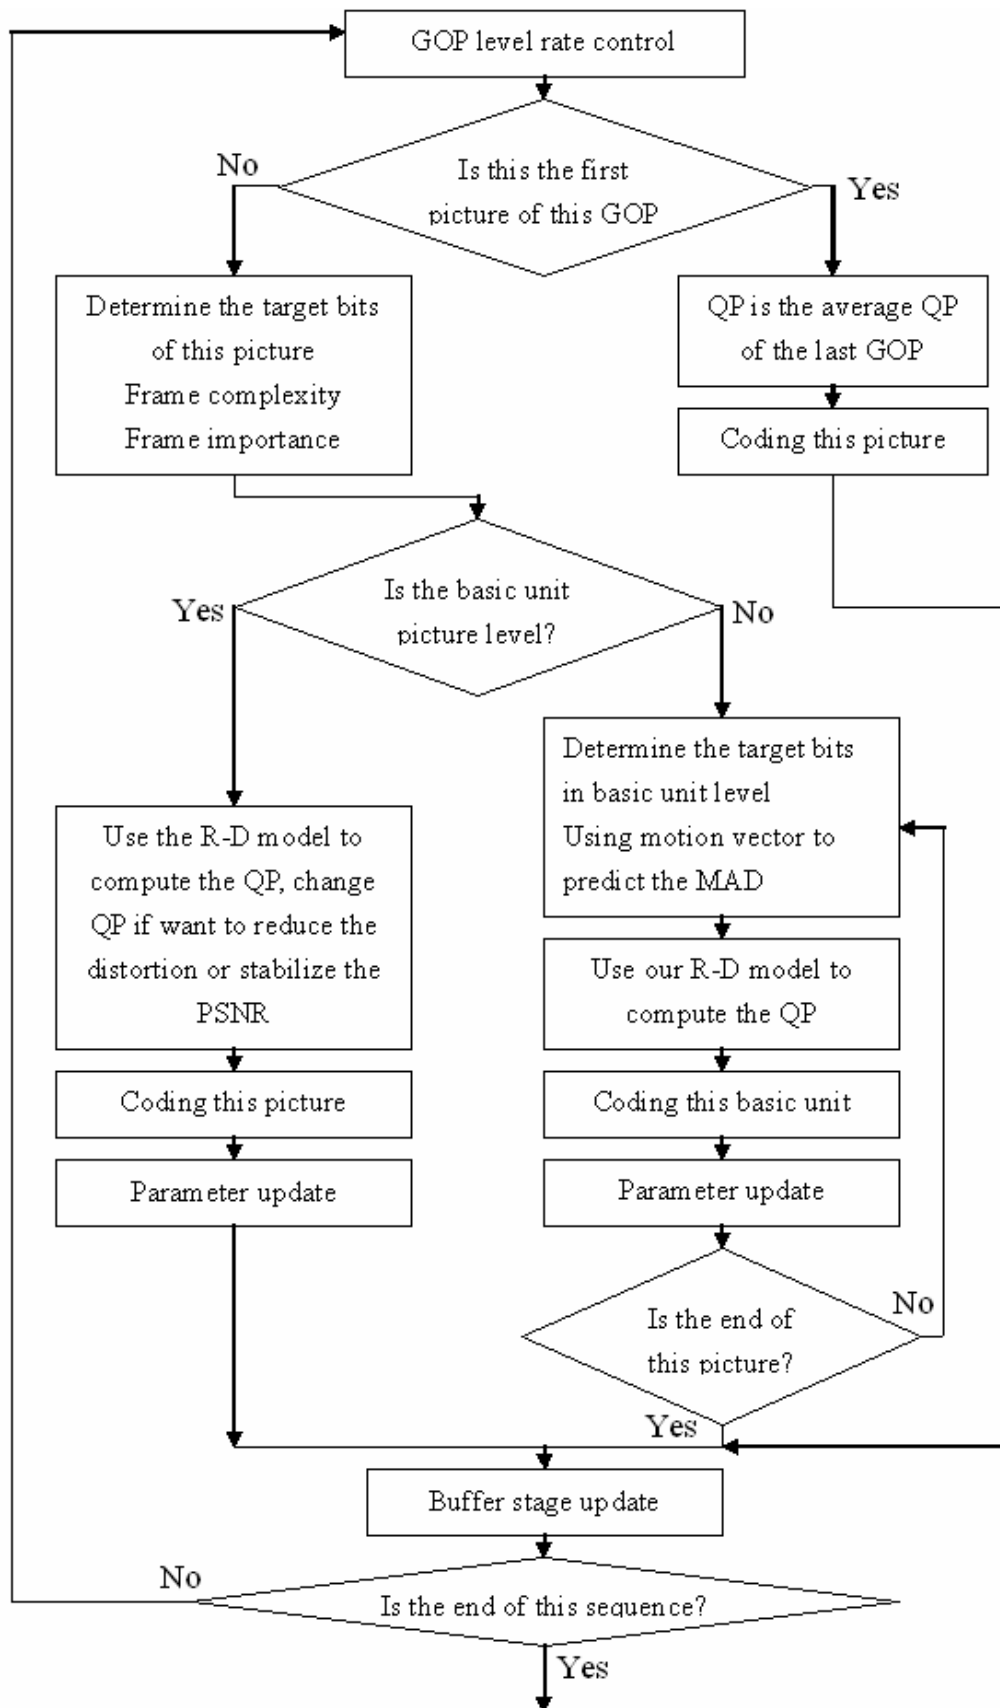 GOP level rate control
Is this the first
picture of this GOP
No
Yes
Determine the target bits
of this picture
Frame complexity
Frame importance
QP is the average QP
of the last GOP
Coding this picture
Is the basic unit
picture level?
Yes
No
Use the R-D model to
compute the QP, change
QP if want to reduce the
distortion or stabilize the
PSNR
Coding this picture
Parameter update
Determine the target bits
in basic unit level
Using motion vector to
predict the MAD
Use our R-D model to
compute the QP
Coding this basic unit
Parameter update
Is the end of
this picture?
No
Yes
Buffer stage update
Is the end of this sequence?
No
Yes